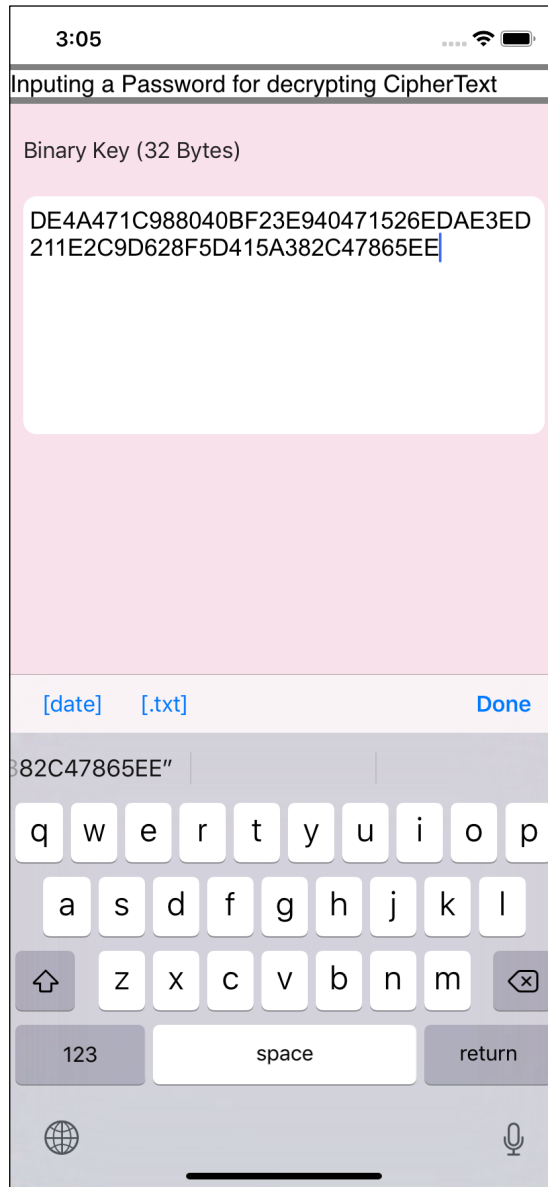 3:05
Inputing a Password for decrypting CipherText
Binary Key (32 Bytes)
DE4A471C988040BF23E940471526EDAE3ED
211E2C9D628F5D415A382C47865EE
[date] [.txt] Done
382C47865EE”
q w e r t y u i o p
a s d f g h j k l
z x c v b n m
123 space return